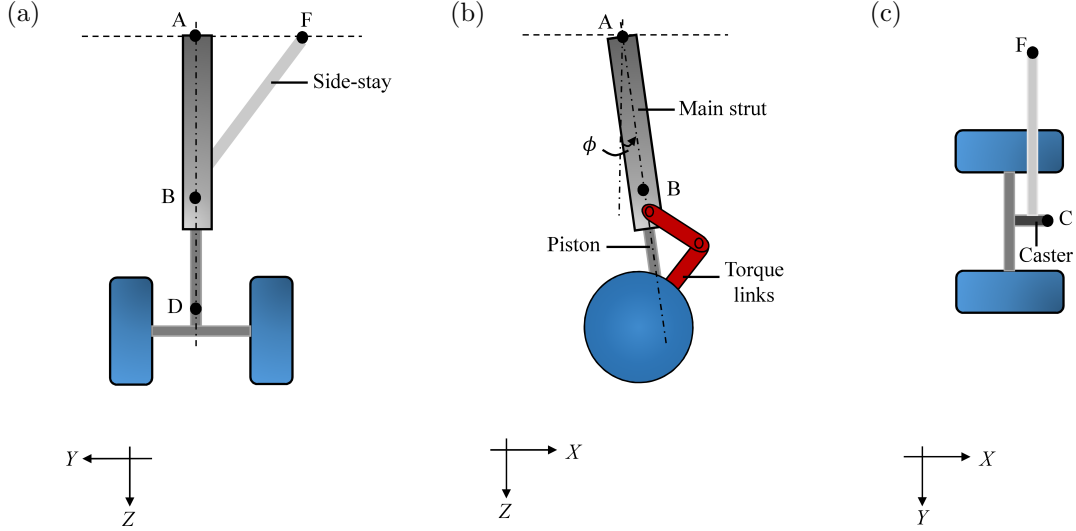 (a)
A
F
Side-stay
B
D
Y
Z
(b)
A
Main strut
ϕ
B
Piston
Torque
links
X
Z
(c)
F
C
Caster
X
Y